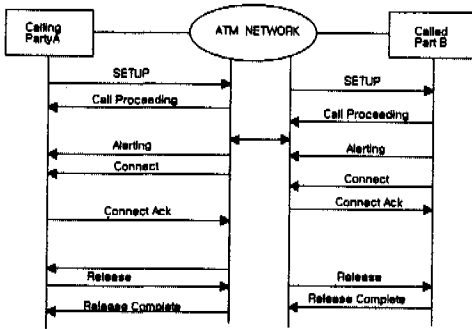 Calling
PartyA
ATM NETWORK
Called
Part B
SETUP
SETUP
Call Proceeding
Call Proceeding
Alerting
Alerting
Connect
Connect
Connect Ack
Connect Ack
Release
Release
Release Complete
Release Complete